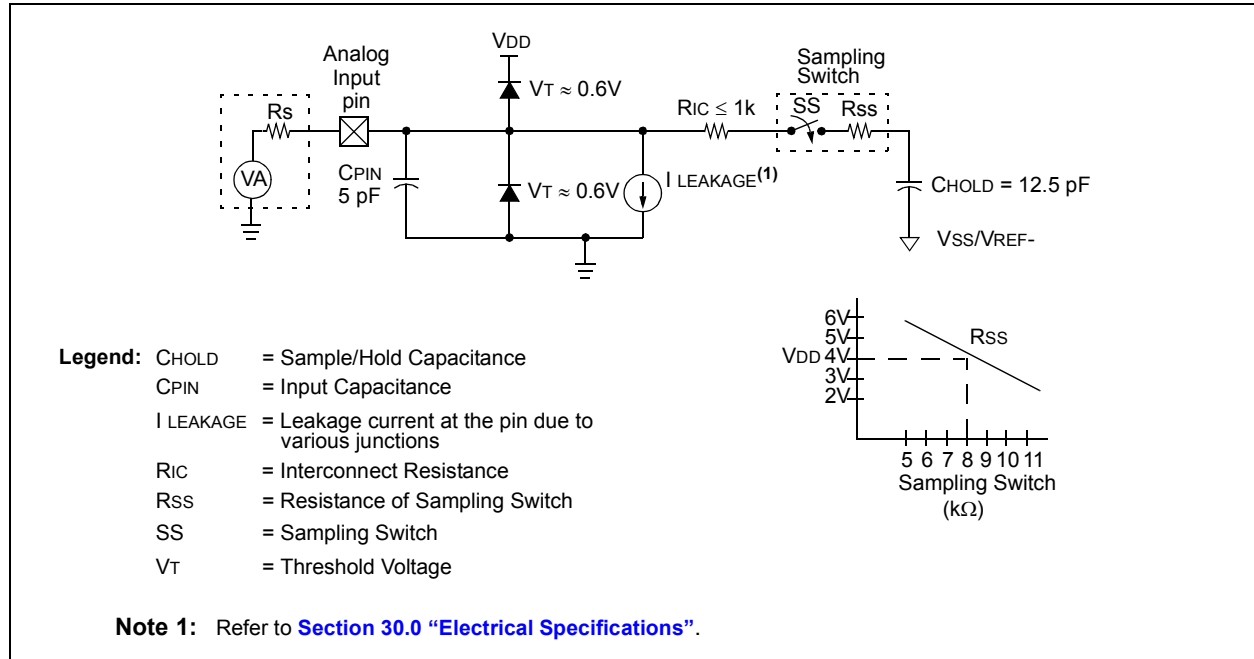 VDD
Analog
Input
pin
Sampling
Switch
VT ≈ 0.6V
Rs
RIC ≤ 1k
SS
Rss
VA
CPIN
5 pF
VT ≈ 0.6V
I LEAKAGE(1)
CHOLD = 12.5 pF
VSS/VREF-
6V
5V
RSS
VDD 4V
3V
2V
5 6 7 8 9 10 11
Sampling Switch
(kΩ)
Legend: CHOLD = Sample/Hold Capacitance
CPIN = Input Capacitance
I LEAKAGE = Leakage current at the pin due to
various junctions
RIC = Interconnect Resistance
RSS = Resistance of Sampling Switch
SS = Sampling Switch
VT = Threshold Voltage
Note 1: Refer to Section 30.0 “Electrical Specifications”.